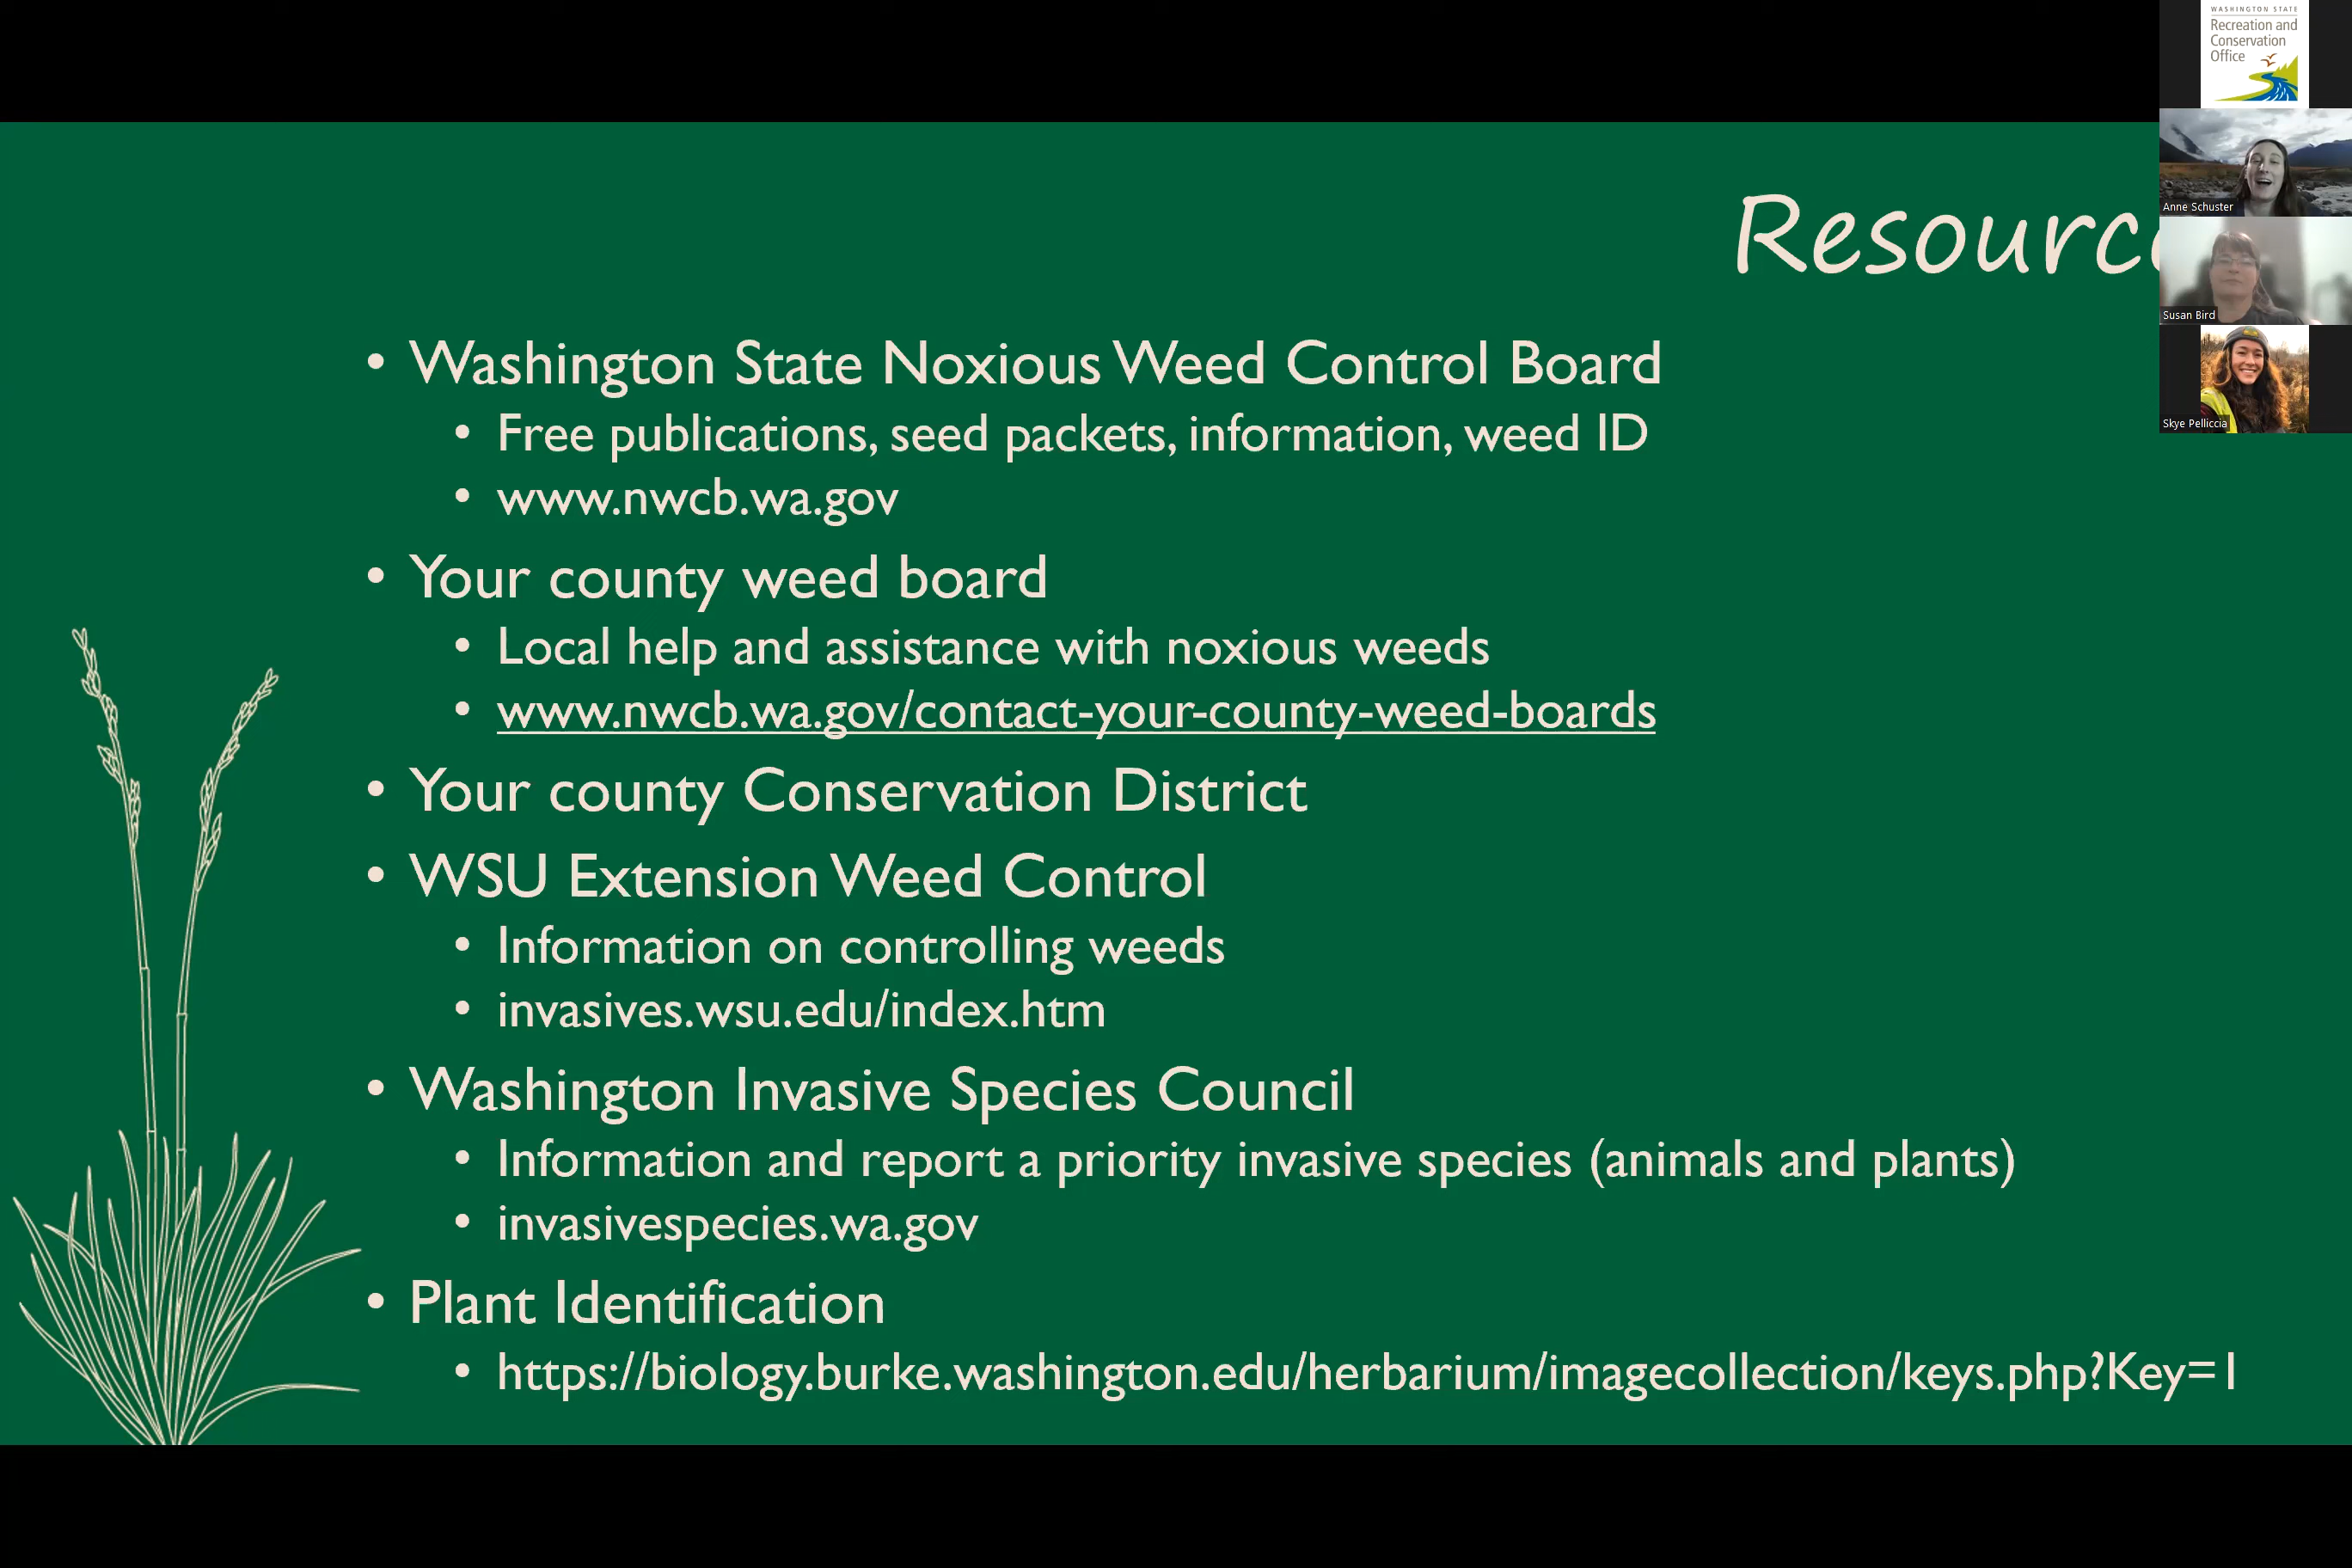 WASHINGTON STATE
Recreation and
Conservation
Office
Anne Schuster
Susan Bird
Skye Pelliccia
Resourc
• Washington State Noxious Weed Control Board
• Free publications, seed packets, information, weed ID
• www.nwcb.wa.gov
• Your county weed board
• Local help and assistance with noxious weeds
• www.nwcb.wa.gov/contact-your-county-weed-boards
• Your county Conservation District
• WSU Extension Weed Control
• Information on controlling weeds
• invasives.wsu.edu/index.htm
• Washington Invasive Species Council
• Information and report a priority invasive species (animals and plants)
• invasivespecies.wa.gov
• Plant Identification
• https://biology.burke.washington.edu/herbarium/imagecollection/keys.php?Key=1